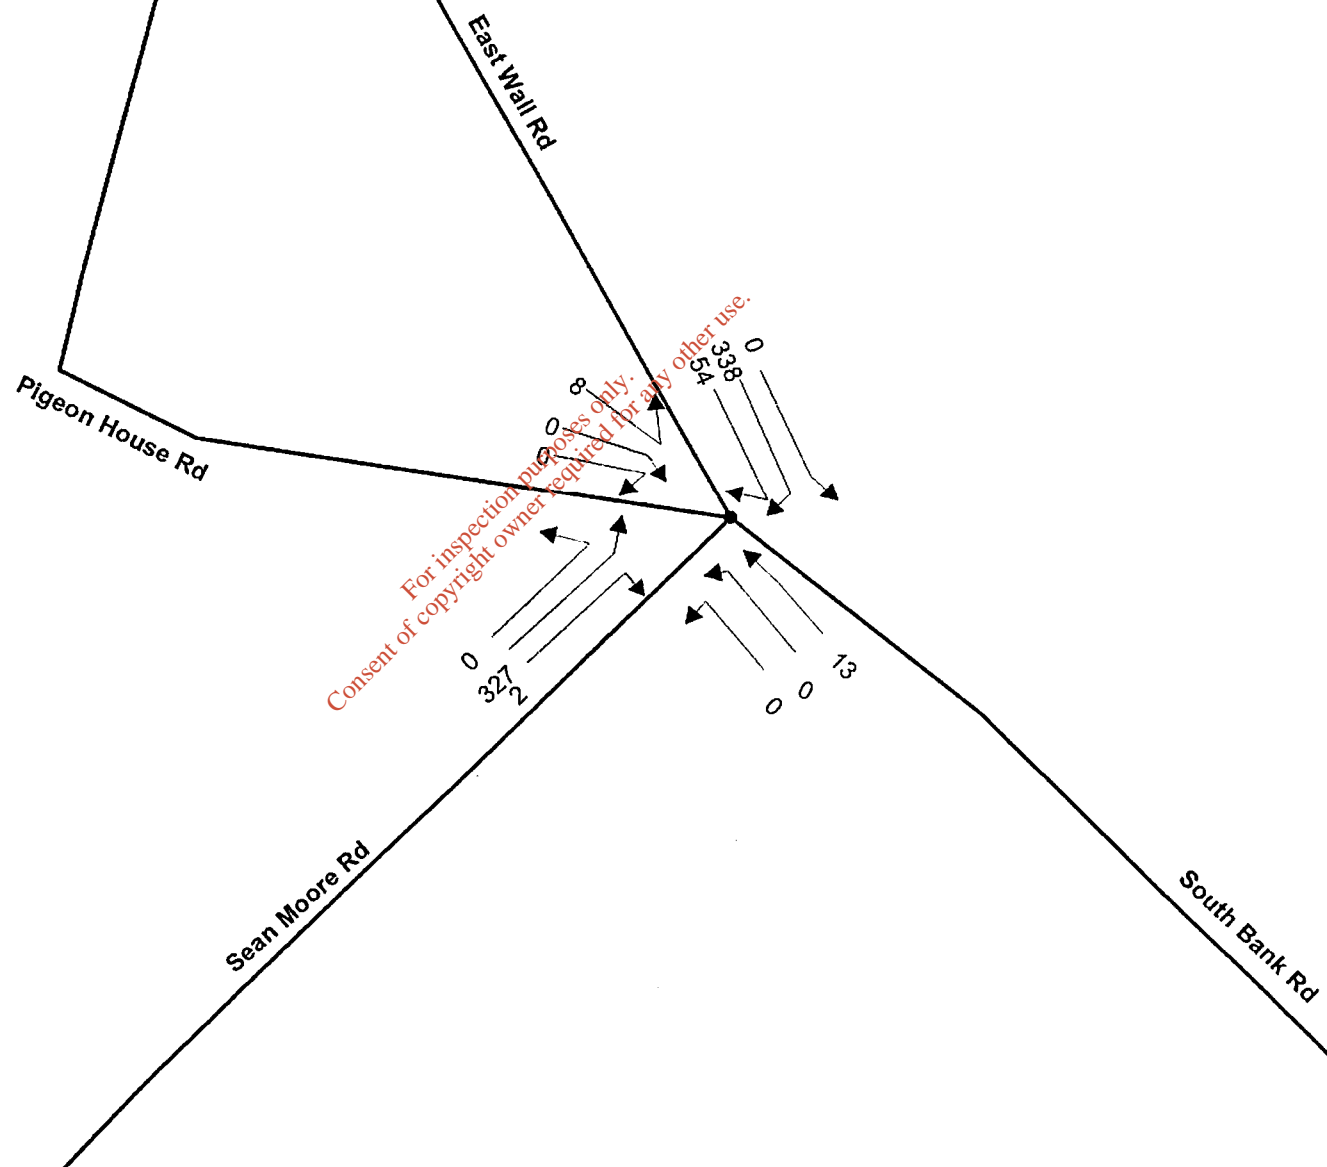 East Wall Rd
Pigeon House Rd
8
0
0
54
338
0
For inspection purposes only.
Consent of copyright owner required for any other use.
0
327
2
13
0
0
Sean Moore Rd
South Bank Rd